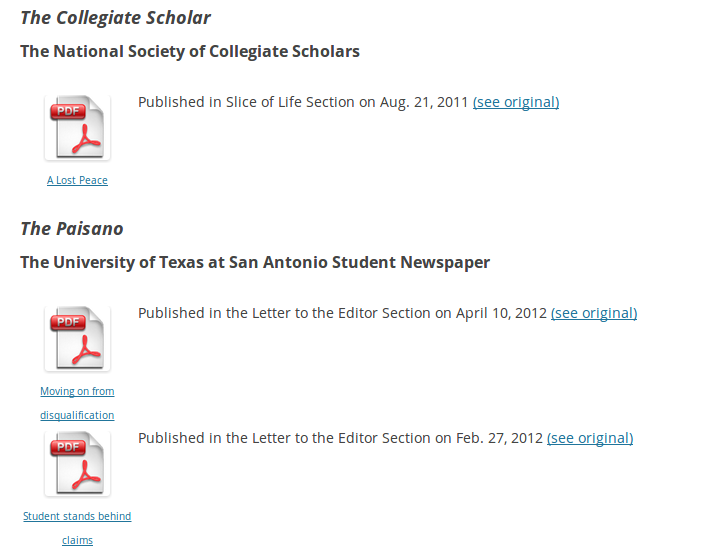 The Collegiate Scholar
The National Society of Collegiate Scholars
PDF
Published in Slice of Life Section on Aug. 21, 2011 (see original)
A Lost Peace
The Paisano
The University of Texas at San Antonio Student Newspaper
PDF
Published in the Letter to the Editor Section on April 10, 2012 (see original)
Moving on from
disqualification
PDF
Published in the Letter to the Editor Section on Feb. 27, 2012 (see original)
Student stands behind
claims